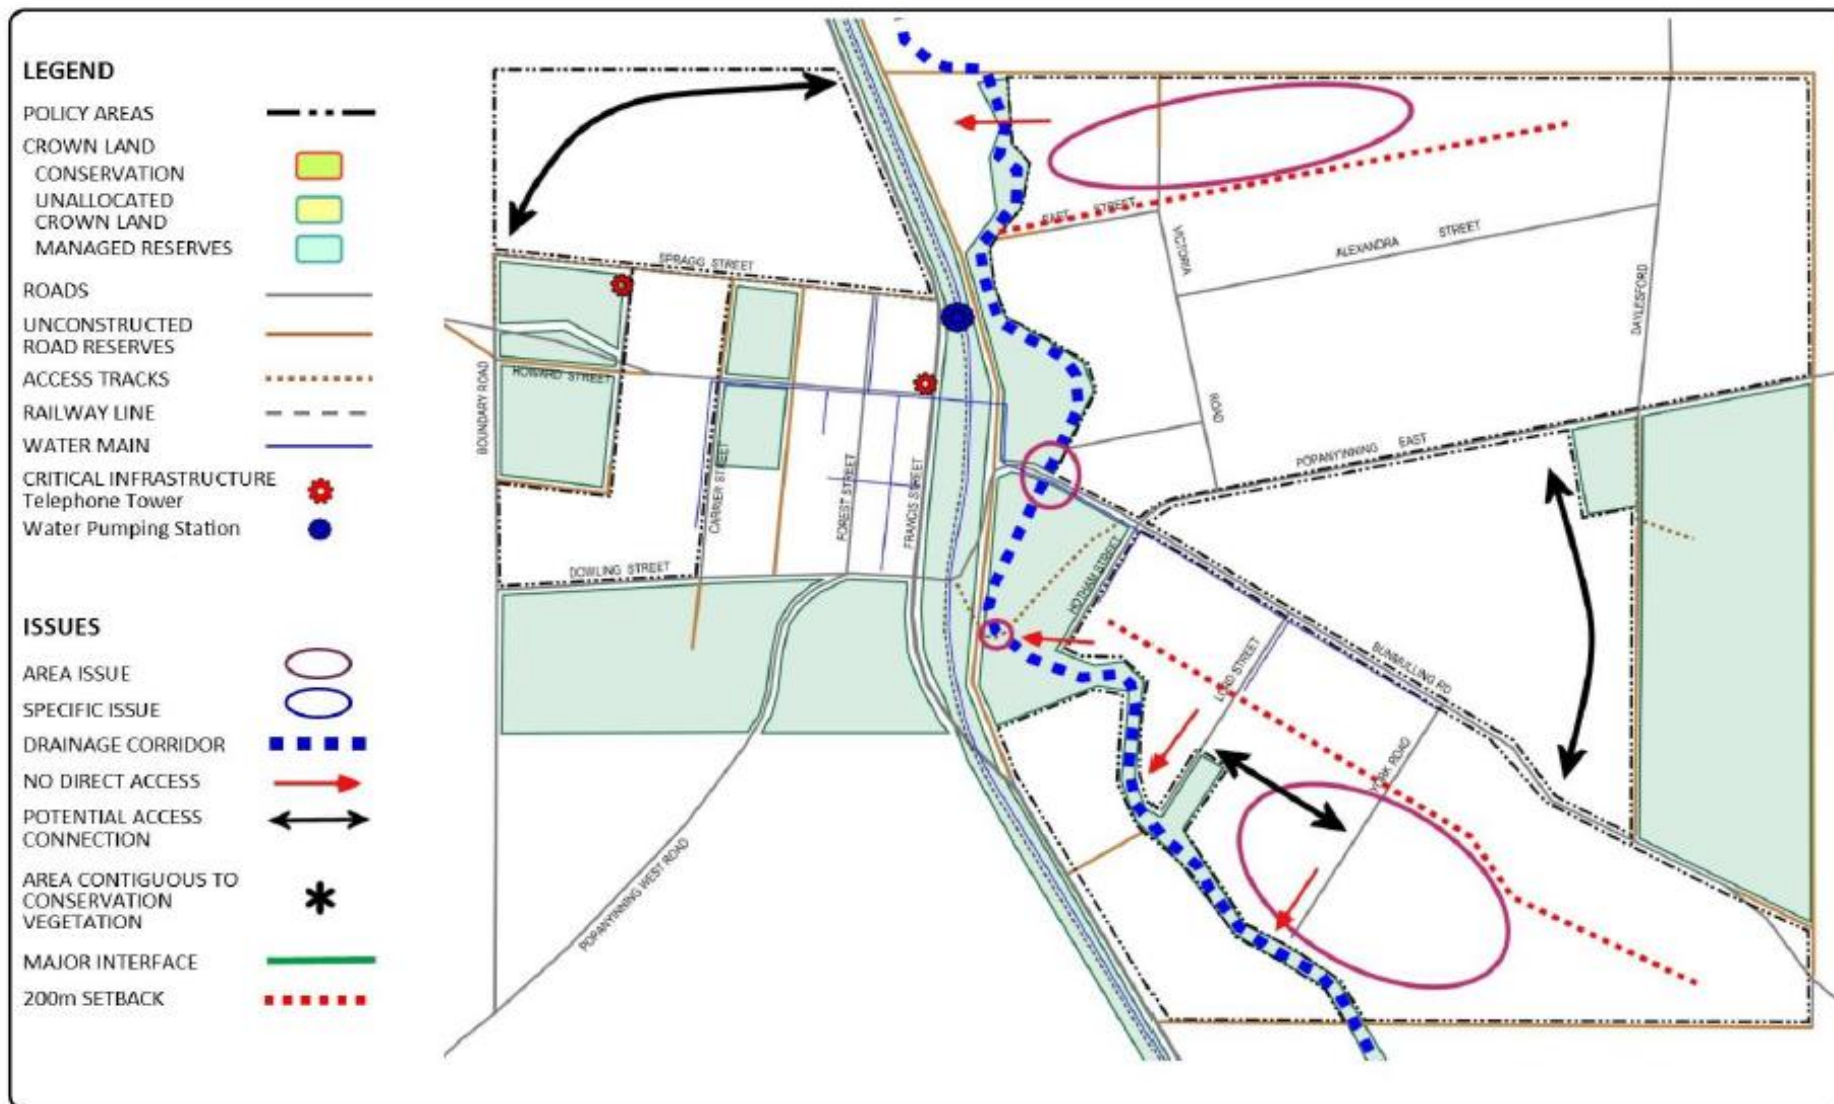 LEGEND
POLICY AREAS
CROWN LAND
CONSERVATION
UNALLOCATED
CROWN LAND
MANAGED RESERVES
ROADS
UNCONSTRUCTED
ROAD RESERVES
ACCESS TRACKS
RAILWAY LINE
WATER MAIN
CRITICAL INFRASTRUCTURE
Telephone Tower
Water Pumping Station
ISSUES
AREA ISSUE
SPECIFIC ISSUE
DRAINAGE CORRIDOR
NO DIRECT ACCESS
POTENTIAL ACCESS
CONNECTION
AREA CONTIGUOUS TO
CONSERVATION
VEGETATION
MAJOR INTERFACE
200m SETBACK
EAST STREET
VICTORIA
ROAD
ALEXANDRA STREET
DAYLESFORD
SPRAGG STREET
HOWARD STREET
BOUNDARY ROAD
CARRIER STREET
FOREST STREET
FRANCIS STREET
POPANYINNING EAST
DOWLING STREET
HOTHAM STREET
LORD STREET
BUNMULLING RD
YORK ROAD
POPANYINNING WEST ROAD